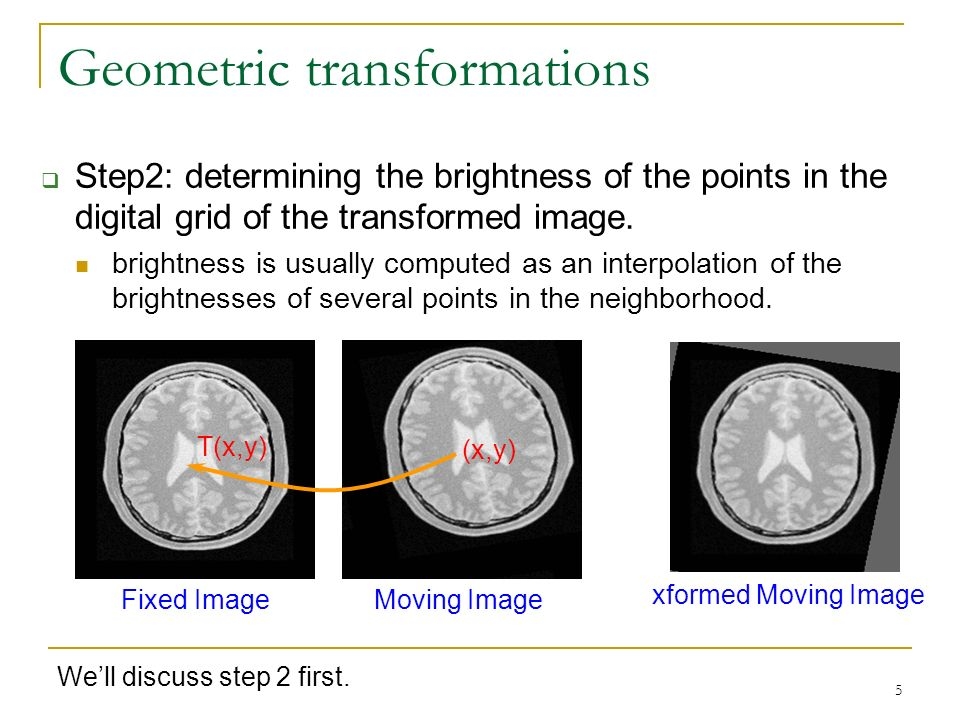 Geometric transformations
Step2: determining the brightness of the points in the
digital grid of the transformed image.
brightness is usually computed as an interpolation of the
brightnesses of several points in the neighborhood.
T(x,y)
(x,y)
Fixed Image
Moving Image
xformed Moving Image
We’ll discuss step 2 first.
5